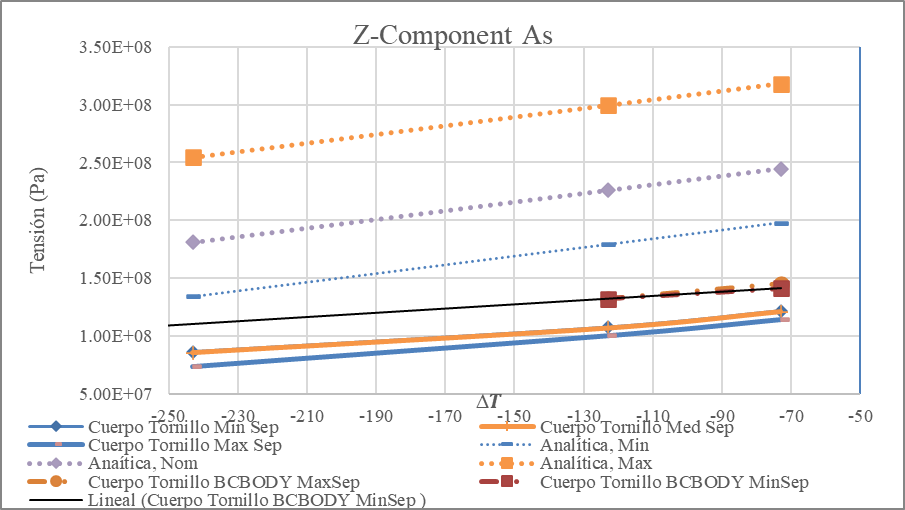 Z-Component As
3.50E+08
3.00E+08
2.50E+08
2.00E+08
1.50E+08
1.00E+08
5.00E+07
Tensión (Pa)
-250 -230 -210 -190 -170 -150 -130 -110 -90 -70 -50
ΔT
Cuerpo Tornillo Min Sep Cuerpo Tornillo Med Sep
Cuerpo Tornillo Max Sep Analítica, Min
Anaítica, Nom Analítica, Max
Cuerpo Tornillo BCBODY MaxSep Cuerpo Tornillo BCBODY MinSep
Lineal (Cuerpo Tornillo BCBODY MinSep )